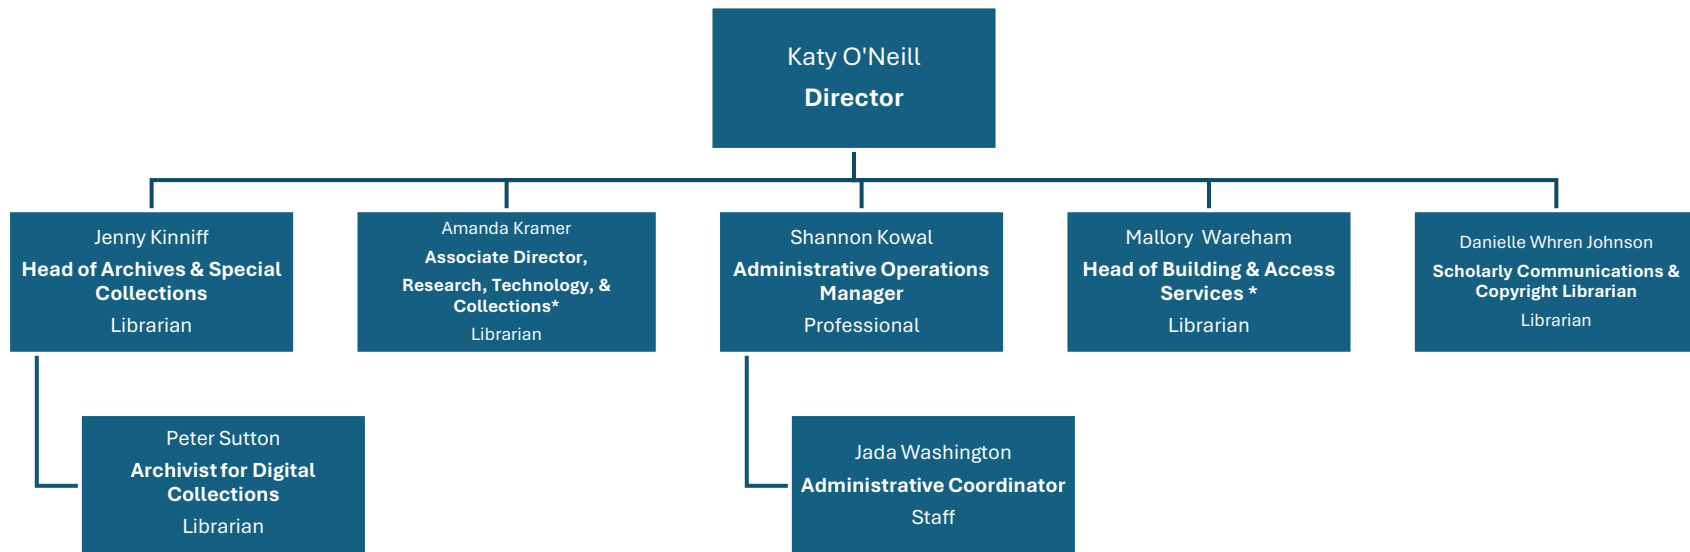 Katy O'Neill
Director
Jenny Kinniff
Head of Archives & Special
Collections
Librarian
Amanda Kramer
Associate Director,
Research, Technology, &
Collections*
Librarian
Shannon Kowal
Administrative Operations
Manager
Professional
Mallory  Wareham
Head of Building & Access
Services *
Librarian
Danielle Whren Johnson
Scholarly Communications &
Copyright Librarian
Librarian
Peter Sutton
Archivist for Digital
Collections
Librarian
Jada Washington
Administrative Coordinator
Staff